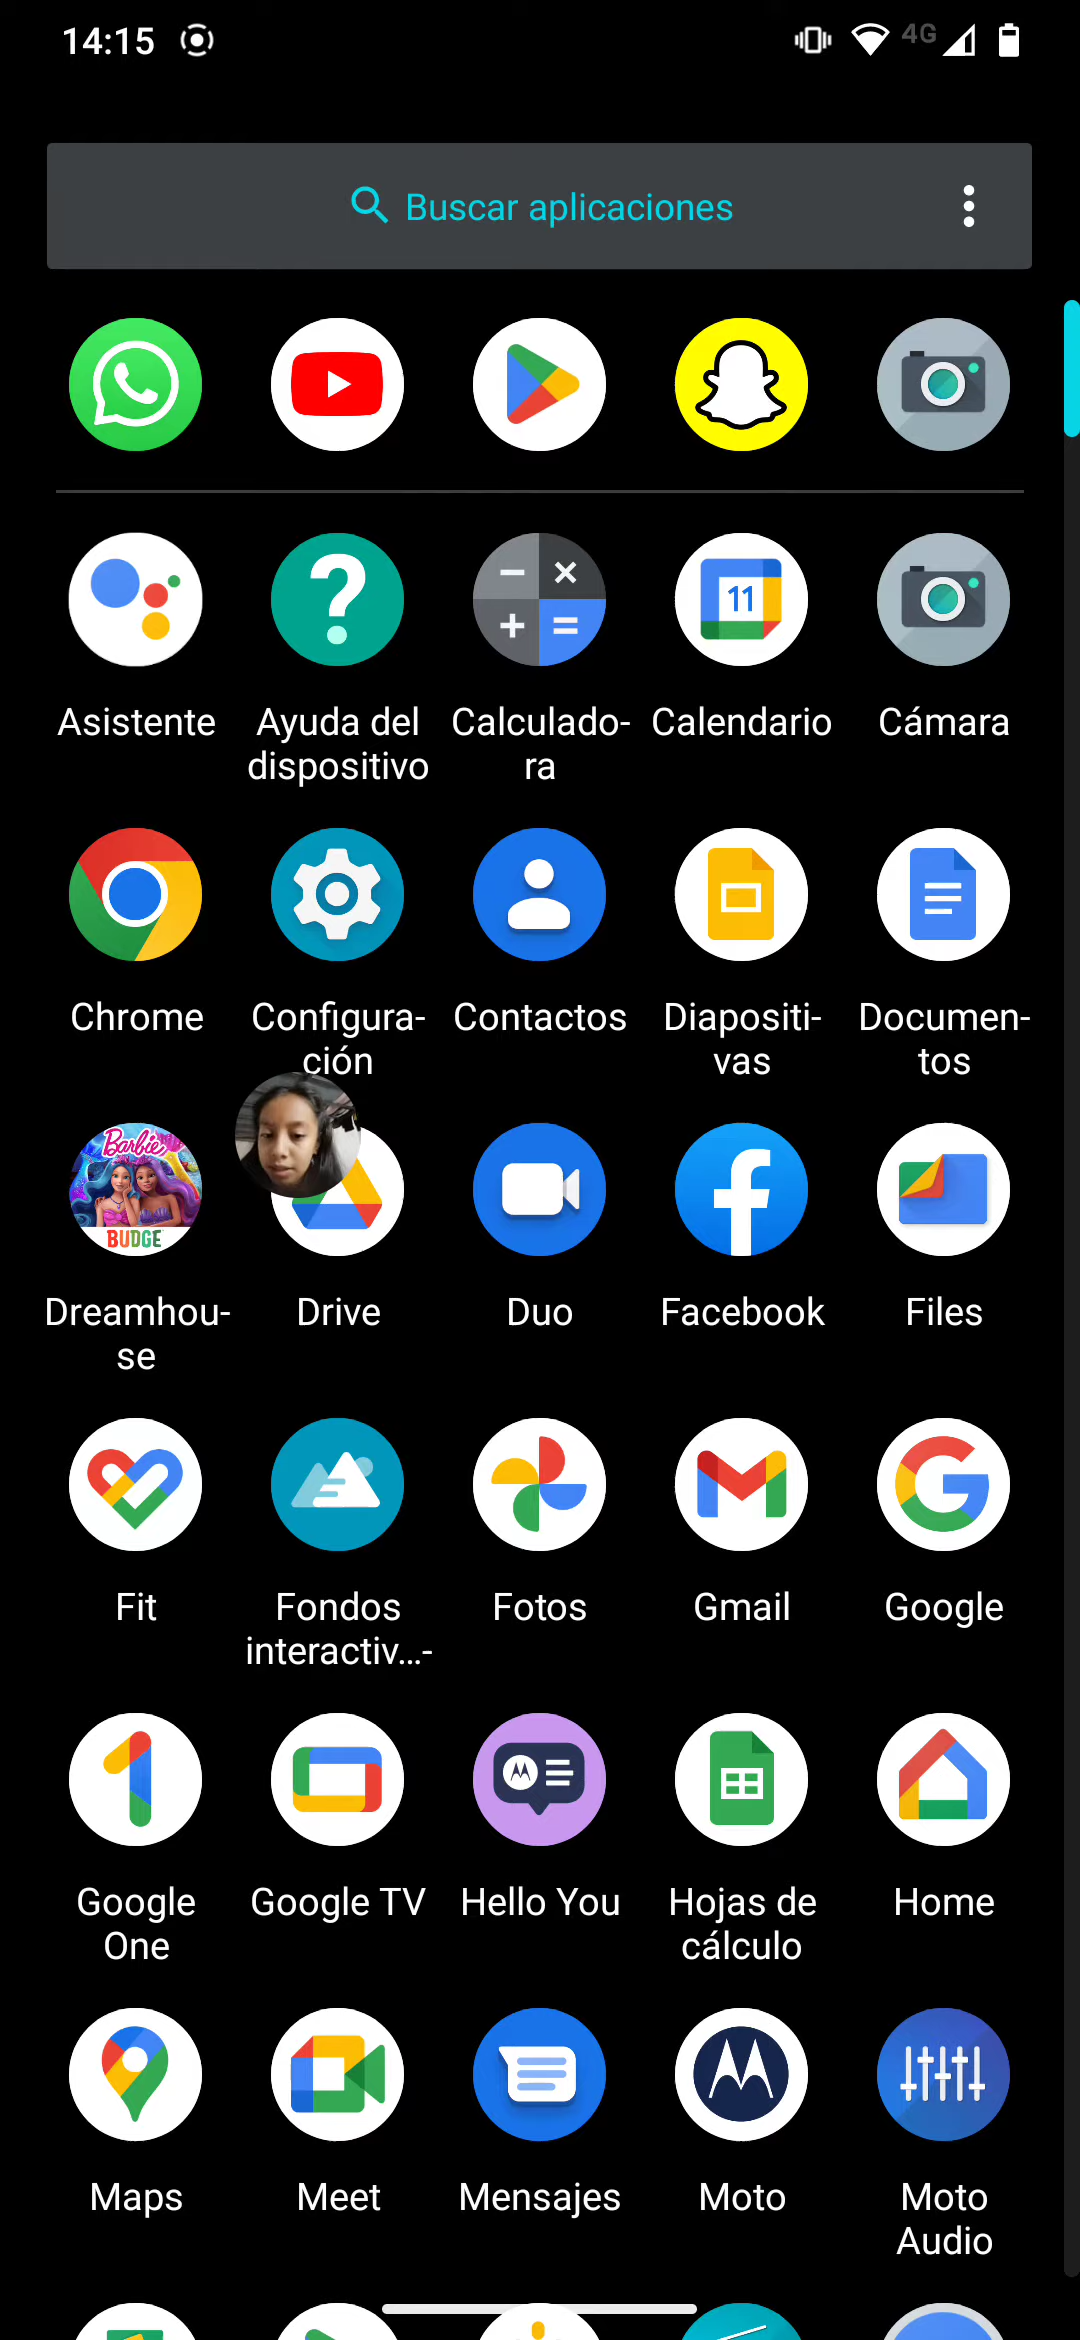 14:15
4G
Buscar aplicaciones
11
Asistente
Ayuda del
dispositivo
Calculado-
ra
Calendario
Cámara
Chrome
Configura-
ción
Contactos
Diapositi-
vas
Documen-
tos
Barbie
BUDGE
Dreamhou-
se
Drive
Duo
Facebook
Files
Fit
Fondos
interactiv...-
Fotos
Gmail
Google
Google
One
Google TV
Hello You
Hojas de
cálculo
Home
Maps
Meet
Mensajes
Moto
Moto
Audio